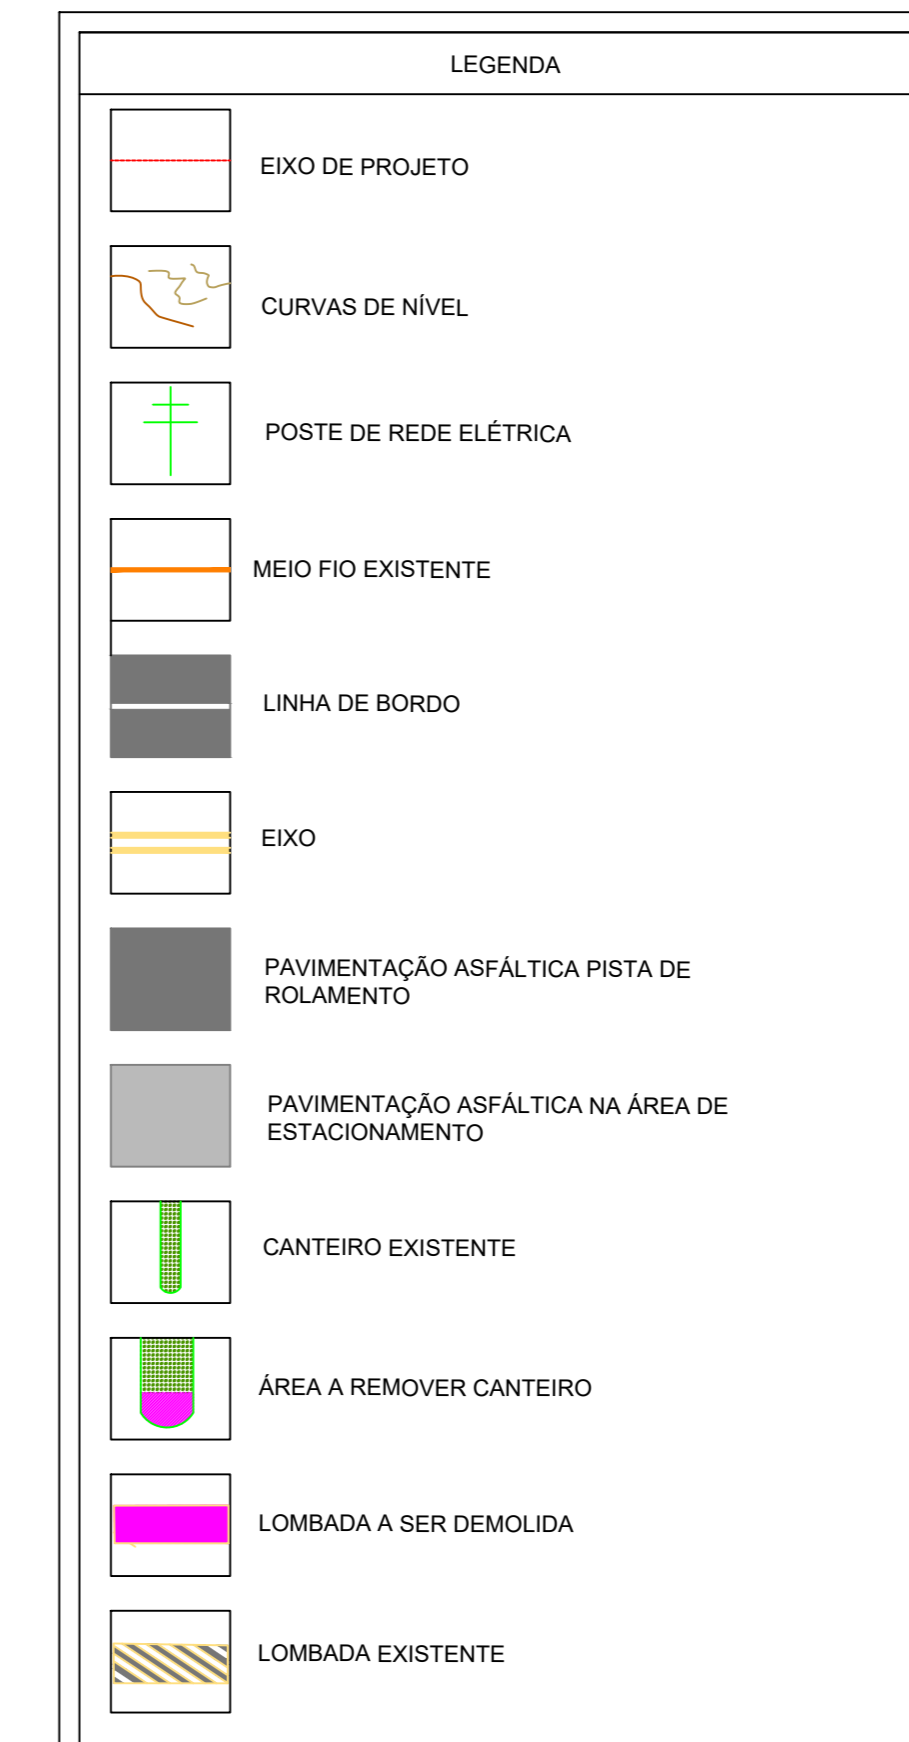 LEGENDA
EIXO DE PROJETO
CURVAS DE NÍVEL
POSTE DE REDE ELÉTRICA
MEIO FIO EXISTENTE
LINHA DE BORDO
EIXO
PAVIMENTAÇÃO ASFÁLTICA PISTA DE
ROLAMENTO
PAVIMENTAÇÃO ASFÁLTICA NA ÁREA DE
ESTACIONAMENTO
CANTEIRO EXISTENTE
ÁREA A REMOVER CANTEIRO
LOMBADA A SER DEMOLIDA
LOMBADA EXISTENTE